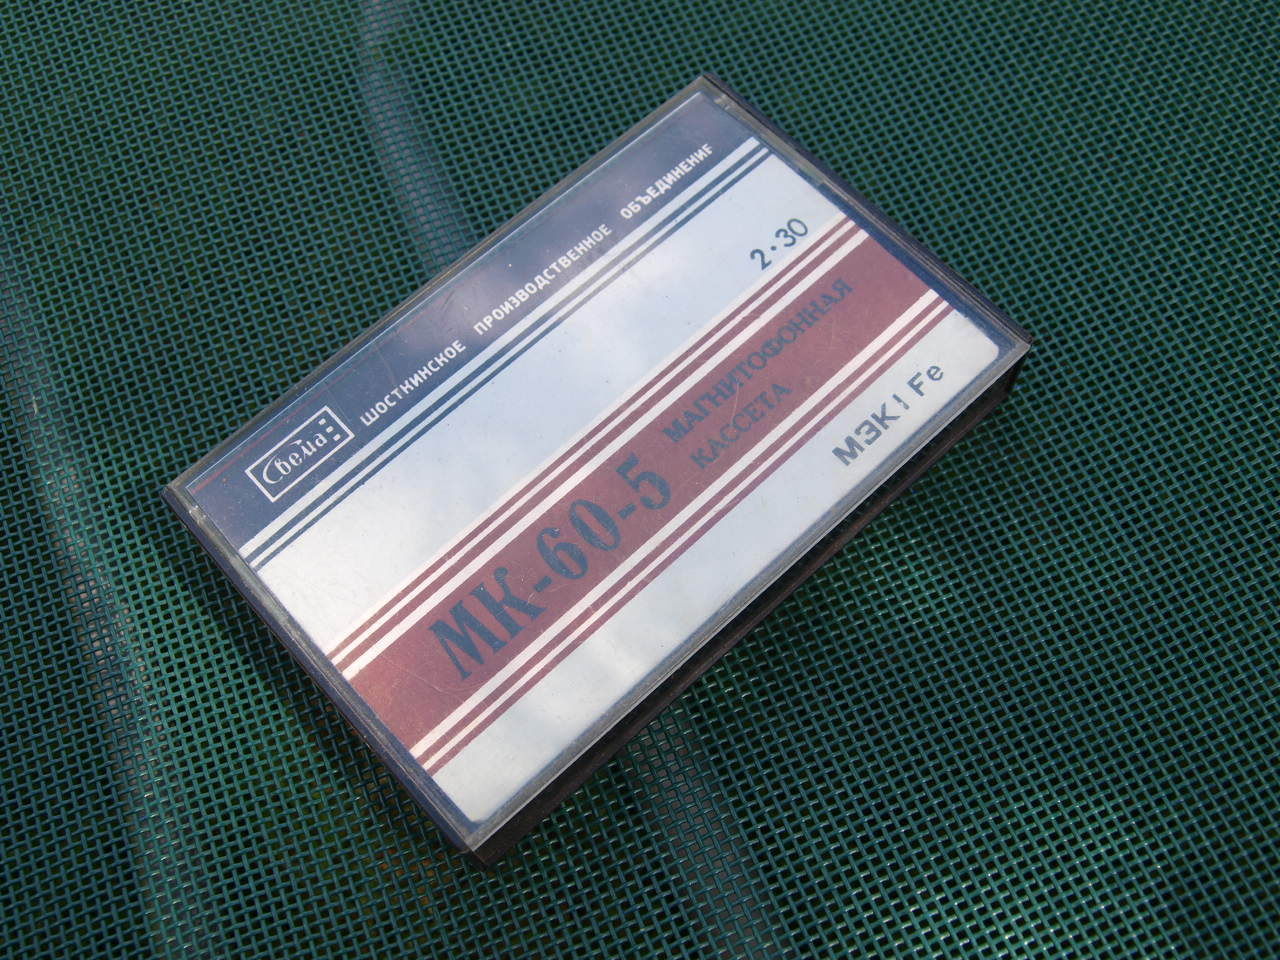 Свема
ШОСТКИНСКОЕ ПРОИЗВОДСТВЕННОЕ ОБЪЕДИНЕНИЕ
2·30
МК-60-5
МАГНИТОФОННАЯ
КАССЕТА
МЭК I Fe